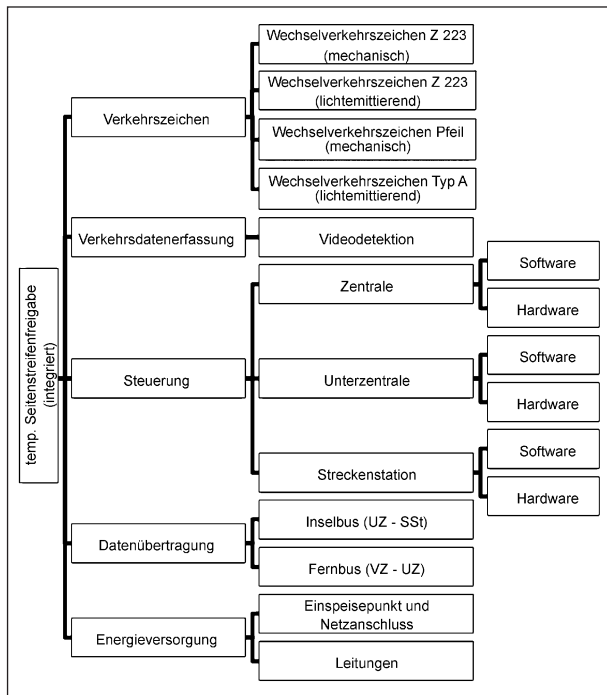 temp. Seitenstreifenfreigabe
(integriert)
Verkehrszeichen
Wechselverkehrszeichen Z 223
(mechanisch)
Wechselverkehrszeichen Z 223
(lichtemittierend)
Wechselverkehrszeichen Pfeil
(mechanisch)
Wechselverkehrszeichen Typ A
(lichtemittierend)
Verkehrsdatenerfassung
Videodetektion
Steuerung
Zentrale
Software
Hardware
Unterzentrale
Software
Hardware
Streckenstation
Software
Hardware
Datenübertragung
Inselbus (UZ - SSt)
Fernbus (VZ - UZ)
Energieversorgung
Einspeisepunkt und
Netzanschluss
Leitungen